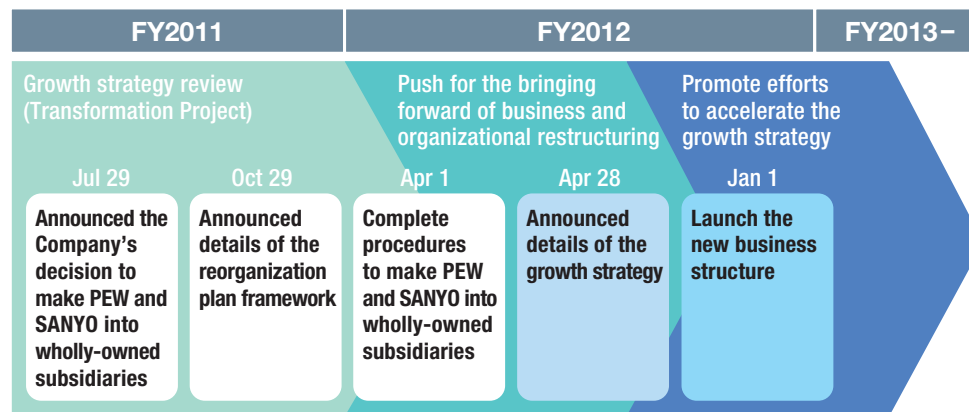 FY2011
FY2012
FY2013–
Growth strategy review
(Transformation Project)
Push for the bringing
forward of business and
organizational restructuring
Promote efforts
to accelerate the
growth strategy
Jul 29
Announced the
Company’s
decision to
make PEW and
SANYO into
wholly-owned
subsidiaries
Oct 29
Announced
details of the
reorganization
plan framework
Apr 1
Complete
procedures
to make PEW
and SANYO into
wholly-owned
subsidiaries
Apr 28
Announced
details of the
growth strategy
Jan 1
Launch the
new business
structure